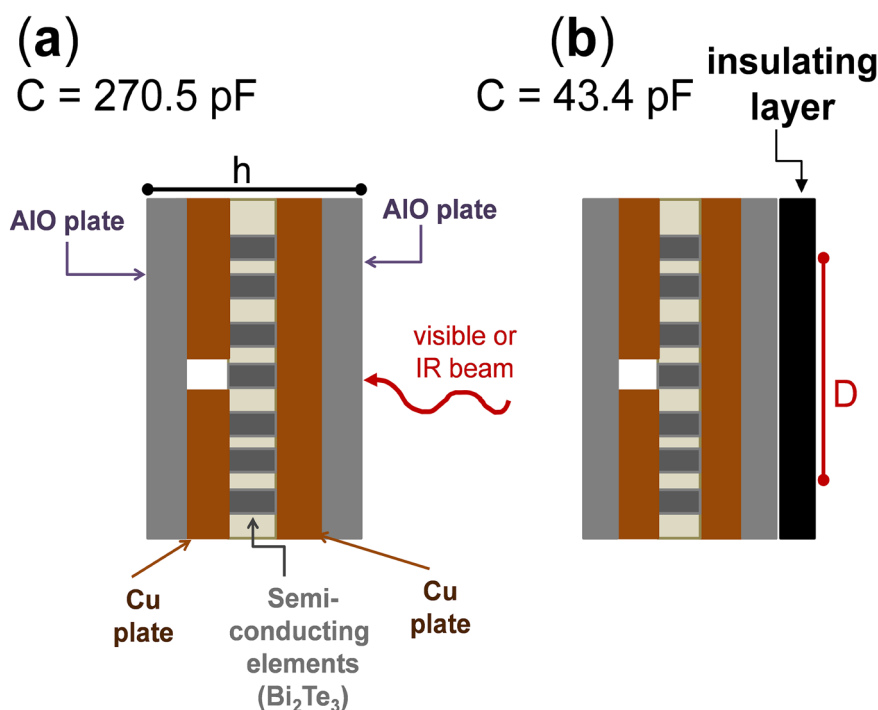 (a)
C = 270.5 pF
h
AlO plate
AlO plate
visible or
IR beam
Cu
plate
Semi-
conducting
elements
(Bi₂Te₃)
Cu
plate
(b)
C = 43.4 pF
insulating
layer
D